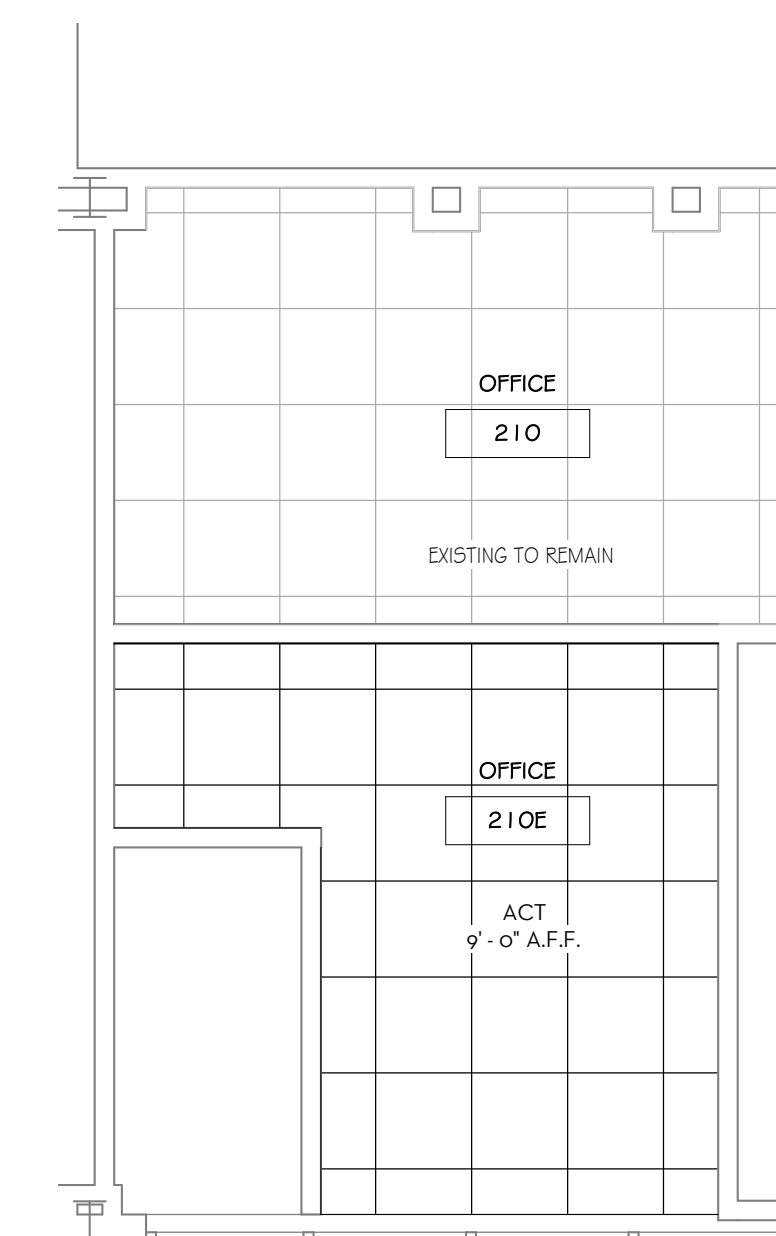 OFFICE
210
EXISTING TO REMAIN
OFFICE
210E
ACT
9' - 0" A.F.F.